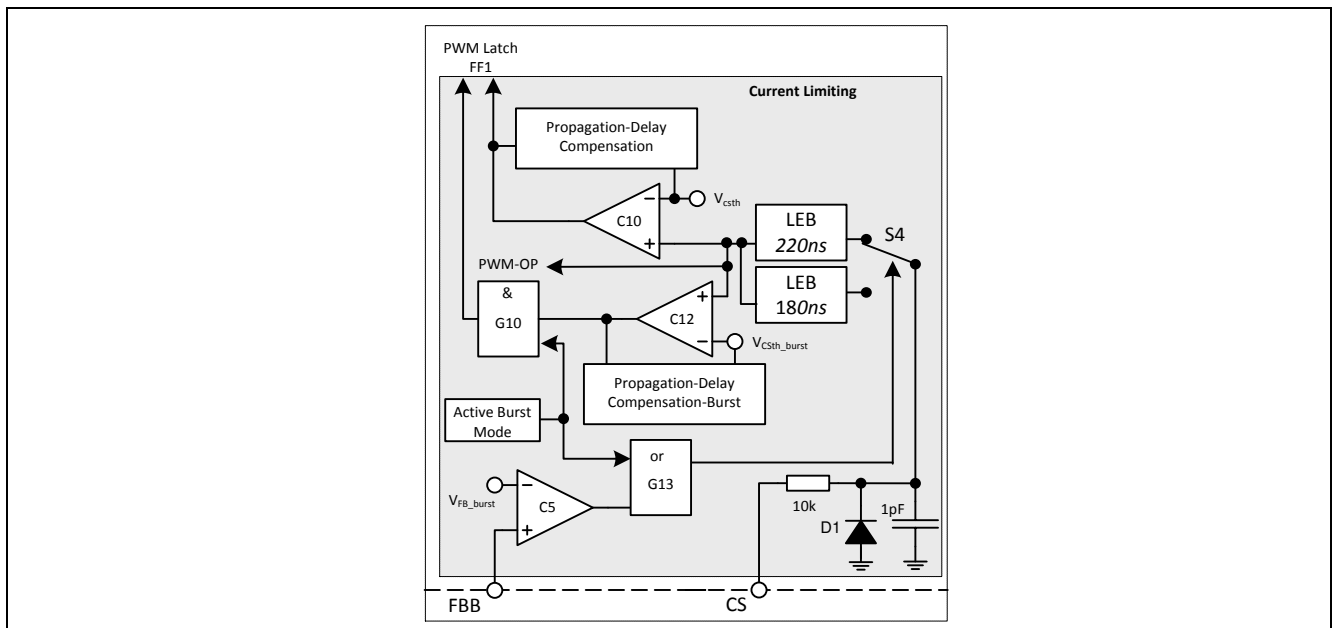 PWM Latch
FF1
Current Limiting
Propagation-Delay
Compensation
−
C10
+
Vcsth
LEB
220ns
S4
PWM-OP
LEB
180ns
&
G10
+
C12
−
VCSth_burst
Propagation-Delay
Compensation-Burst
Active Burst
Mode
or
G13
VFB_burst
−
C5
+
10k
D1
1pF
FBB
CS